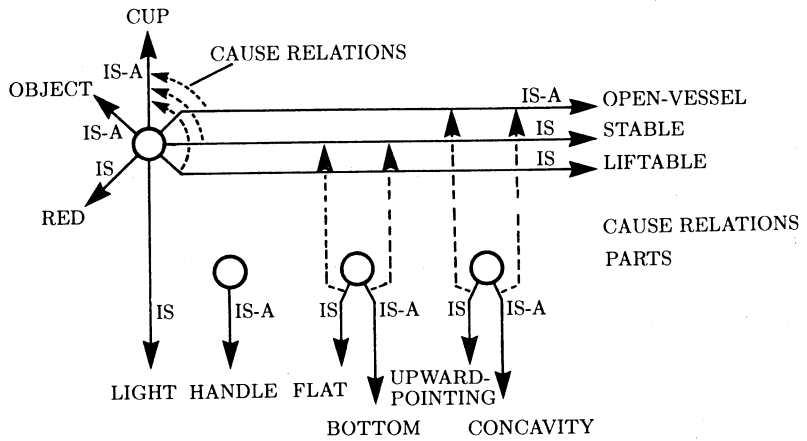 CUP
CAUSE RELATIONS
IS-A
OBJECT
IS-A
IS
RED
IS-A OPEN-VESSEL
IS STABLE
IS LIFTABLE
CAUSE RELATIONS
PARTS
IS
IS-A
IS
IS-A
IS
IS-A
LIGHT
HANDLE
FLAT
UPWARD-
POINTING
BOTTOM
CONCAVITY